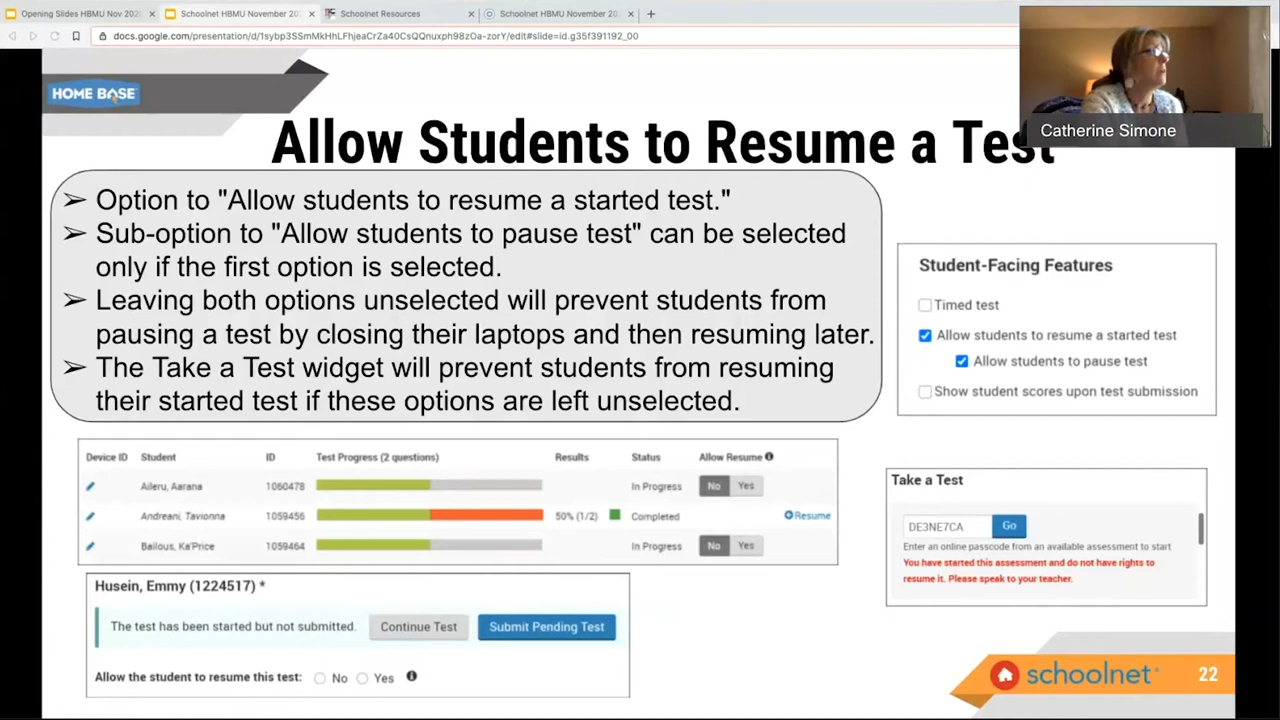 Opening Slides HBMU Nov 202
Schoolnet HBMU November 20
Schoolnet Resources
Schoolnet HBMU November 20
docs.google.com/presentation/d/1sybp3SSmMkHhLFhjeaCrZa40CsQQnuxph98zOa-zorY/edit#slide=id.g35f391192_00
Catherine Simone
HOME BASE
Allow Students to Resume a Test
➢ Option to "Allow students to resume a started test."
➢ Sub-option to "Allow students to pause test" can be selected
only if the first option is selected.
➢ Leaving both options unselected will prevent students from
pausing a test by closing their laptops and then resuming later.
➢ The Take a Test widget will prevent students from resuming
their started test if these options are left unselected.
Student-Facing Features
Timed test
Allow students to resume a started test
Allow students to pause test
Show student scores upon test submission
Device ID Student ID Test Progress (2 questions) Results Status Allow Resume
Aileru, Aarana 1060478 In Progress No Yes
Andreani, Tavionna 1059456 50% (1/2) Completed Resume
Bailous, Ka'Price 1059464 In Progress No Yes
Take a Test
DE3NE7CA Go
Enter an online passcode from an available assessment to start
You have started this assessment and do not have rights to
resume it. Please speak to your teacher.
Husein, Emmy (1224517) *
The test has been started but not submitted. Continue Test Submit Pending Test
Allow the student to resume this test: No Yes
schoolnet 22